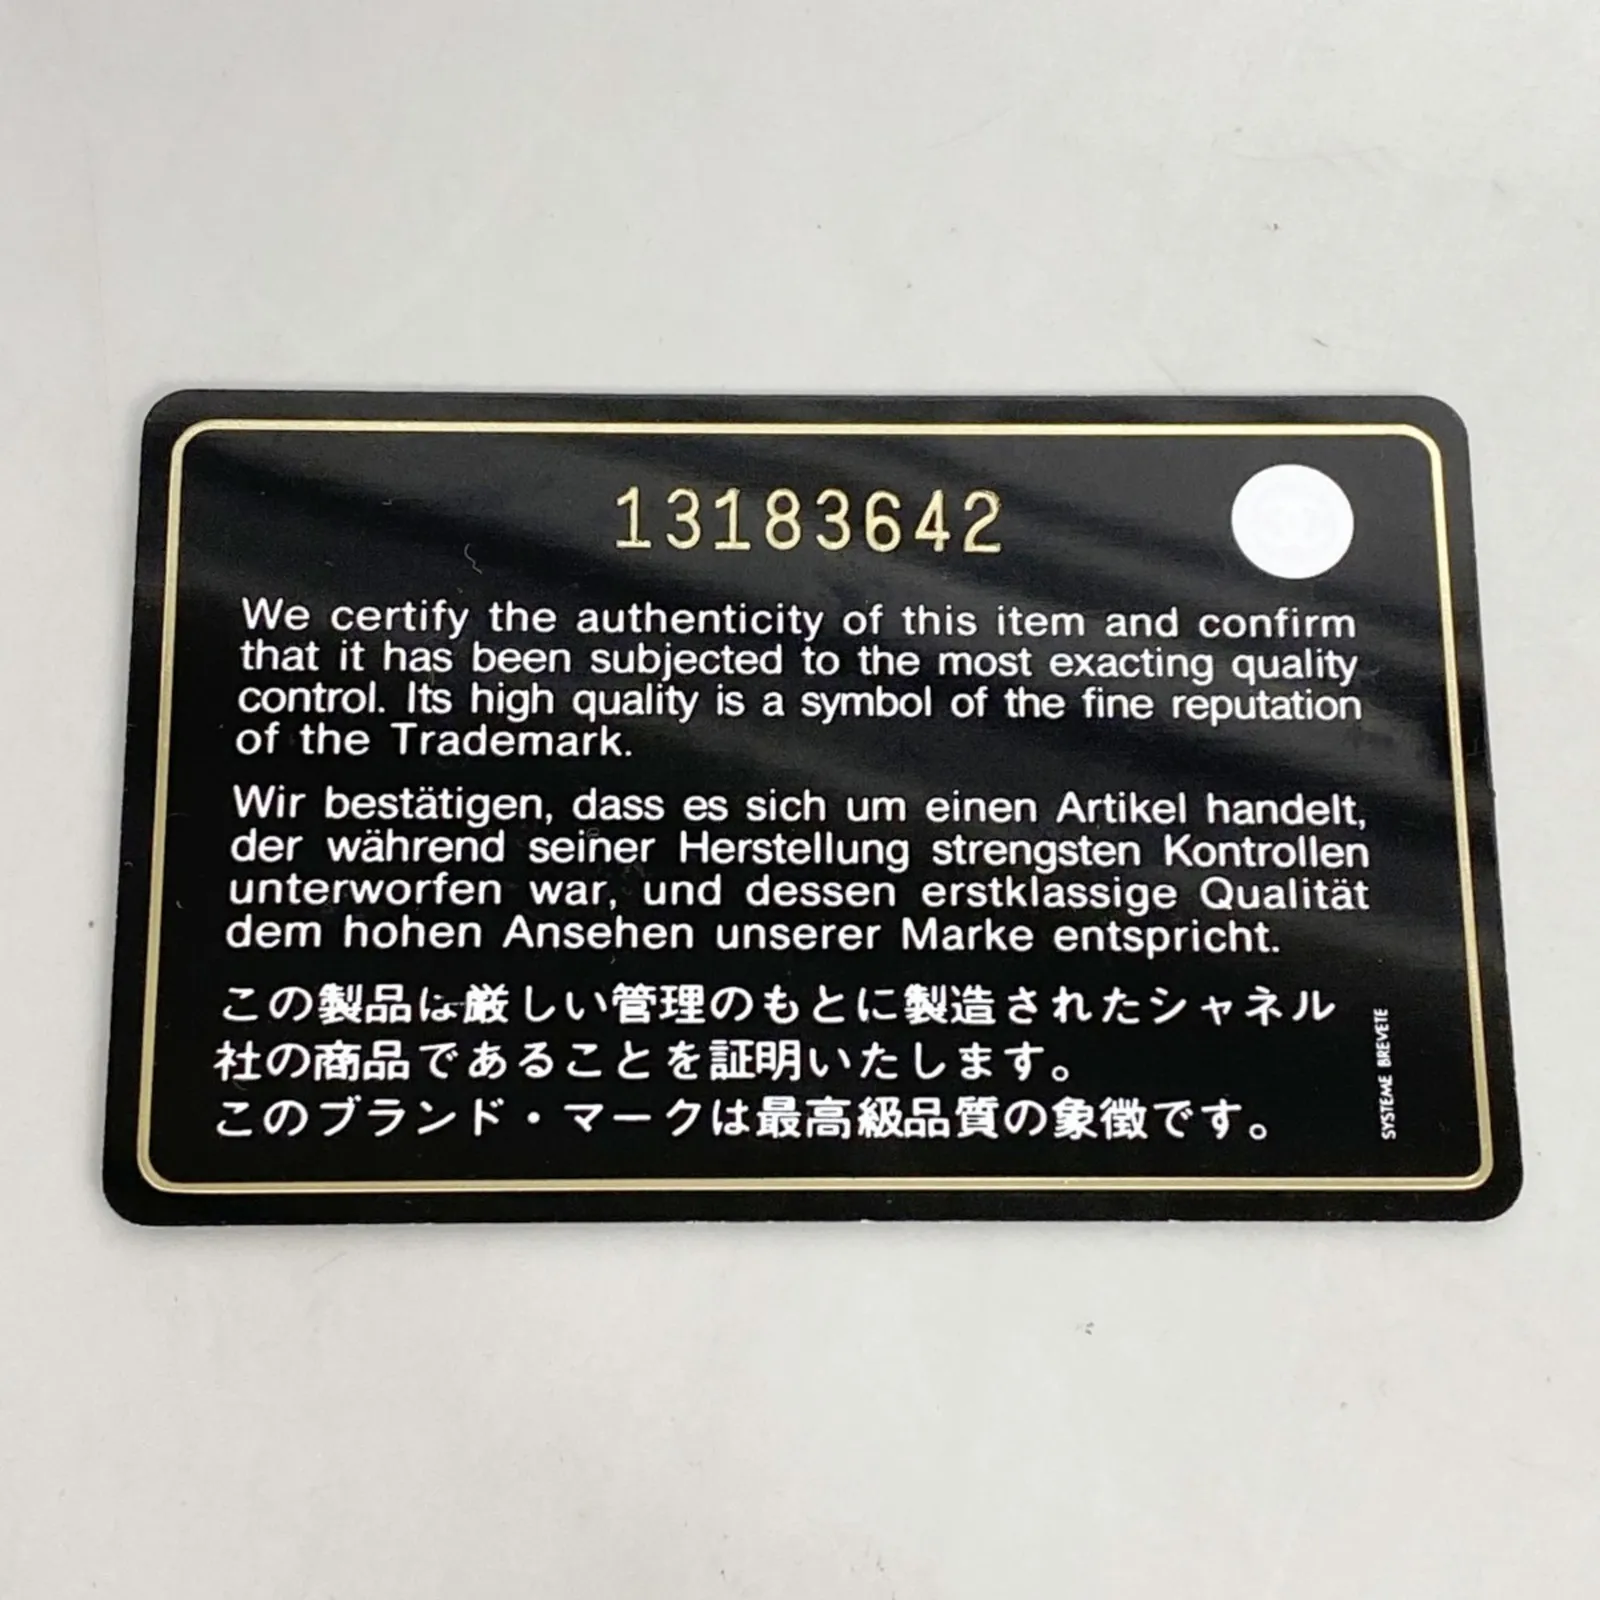 13183642
We certify the authenticity of this item and confirm
that it has been subjected to the most exacting quality
control. Its high quality is a symbol of the fine reputation
of the Trademark.
Wir bestätigen, dass es sich um einen Artikel handelt,
der während seiner Herstellung strengsten Kontrollen
unterworfen war, und dessen erstklassige Qualität
dem hohen Ansehen unserer Marke entspricht.
この製品は厳しい管理のもとに製造されたシャネル
社の商品であることを証明いたします。
このブランド・マークは最高級品質の象徴です。
SYSTEME BREVETE